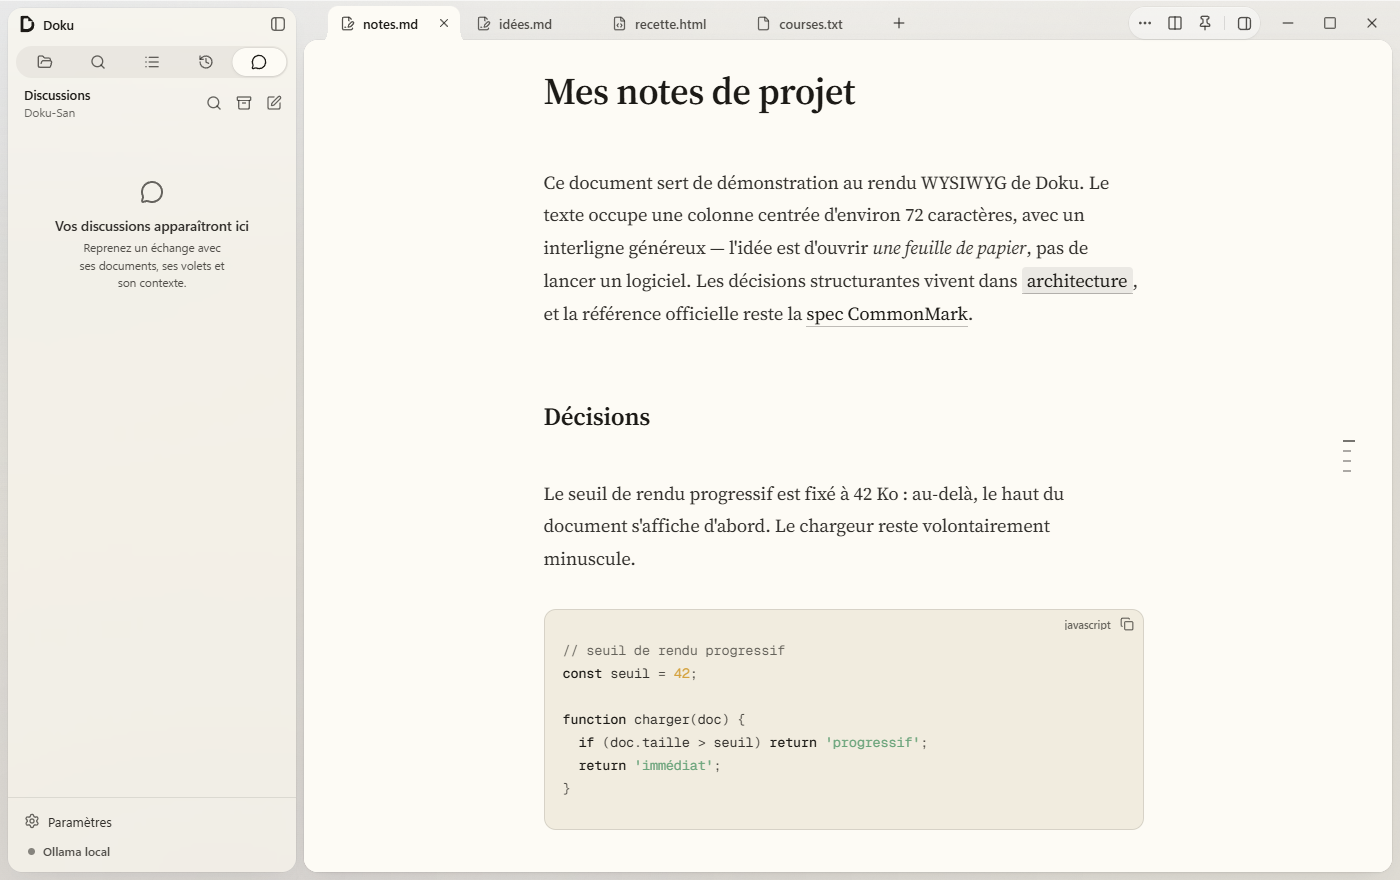 Doku
notes.md
idées.md
recette.html
courses.txt
Discussions
Doku-San
Vos discussions apparaîtront ici
Reprenez un échange avec
ses documents, ses volets et
son contexte.
Paramètres
Ollama local
Mes notes de projet
Ce document sert de démonstration au rendu WYSIWYG de Doku. Le
texte occupe une colonne centrée d'environ 72 caractères, avec un
interligne généreux — l'idée est d'ouvrir une feuille de papier, pas de
lancer un logiciel. Les décisions structurantes vivent dans architecture ,
et la référence officielle reste la spec CommonMark.
Décisions
Le seuil de rendu progressif est fixé à 42 Ko : au-delà, le haut du
document s'affiche d'abord. Le chargeur reste volontairement
minuscule.
javascript
// seuil de rendu progressif
const seuil = 42;
function charger(doc) {
  if (doc.taille > seuil) return 'progressif';
  return 'immédiat';
}